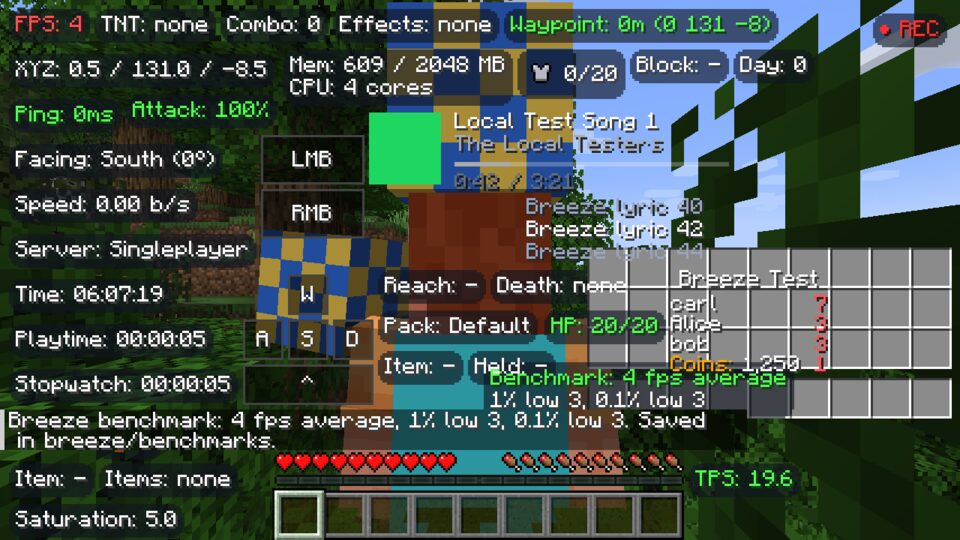 FPS: 4 TNT: none Combo: 0 Effects: none Waypoint: 0m (0 131 -8) REC
XYZ: 0.5 / 131.0 / -8.5 Mem: 609 / 2048 MB 0/20 Block: - Day: 0
CPU: 4 cores
Ping: 0ms Attack: 100%
Local Test Song 1
The Local Testers
0:42 / 3:21
Facing: South (0°) LMB
Speed: 0.00 b/s RMB
Breeze lyric 40
Breeze lyric 42
Breeze lyric 44
Server: Singleplayer
Breeze Test
carl 7
Alice 3
bob 3
Coins: 1,250 1
Time: 06:07:19 W Reach: - Death: none
Playtime: 00:00:05 A S D Pack: Default HP: 20/20
Item: - Held: -
Stopwatch: 00:00:05 ^
Benchmark: 4 fps average
1% low 3, 0.1% low 3
Breeze benchmark: 4 fps average, 1% low 3, 0.1% low 3. Saved
in breeze/benchmarks.
Item: - Items: none TPS: 19.6
Saturation: 5.0